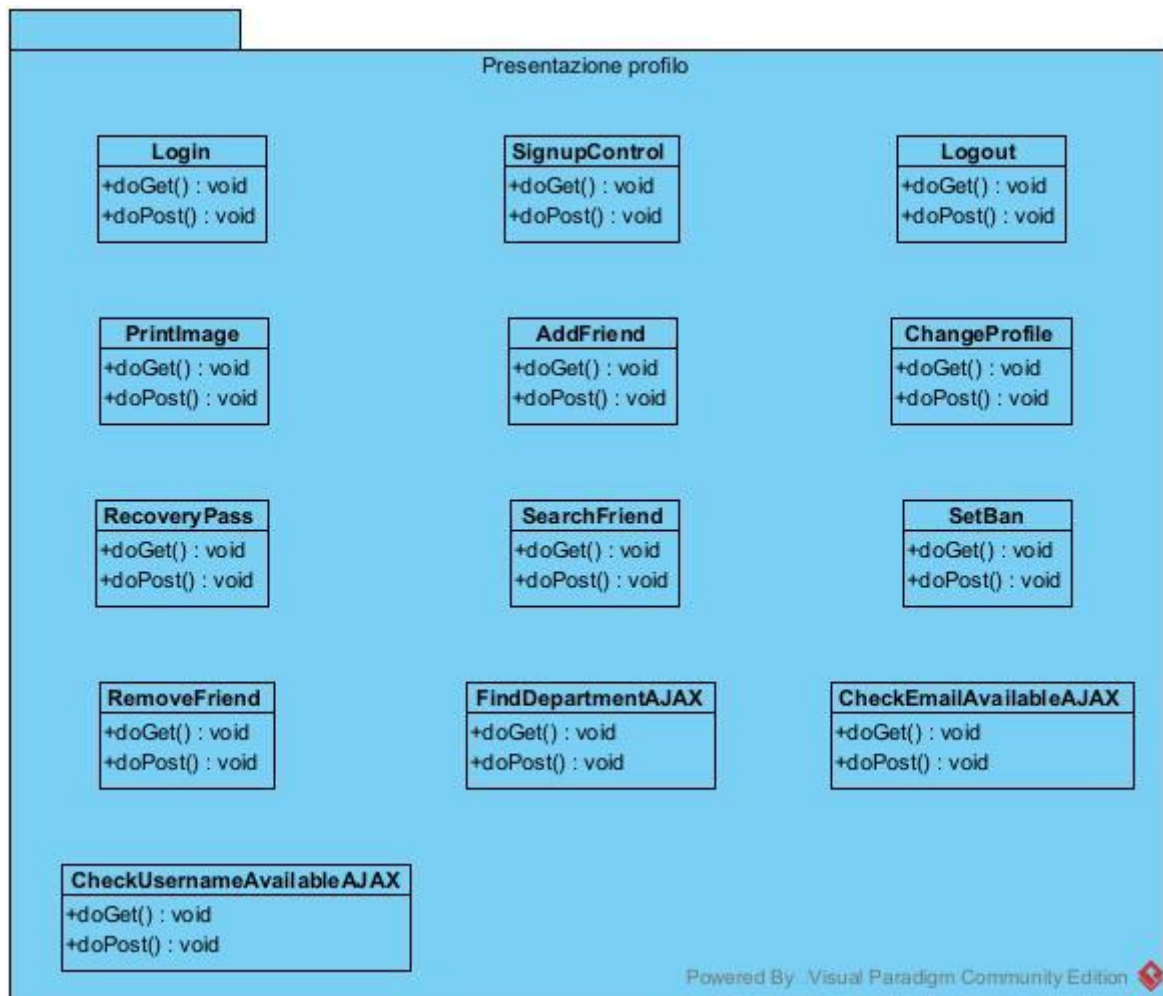 Presentazione profilo
Login
+doGet() : void
+doPost() : void
SignupControl
+doGet() : void
+doPost() : void
Logout
+doGet() : void
+doPost() : void
PrintImage
+doGet() : void
+doPost() : void
AddFriend
+doGet() : void
+doPost() : void
ChangeProfile
+doGet() : void
+doPost() : void
RecoveryPass
+doGet() : void
+doPost() : void
SearchFriend
+doGet() : void
+doPost() : void
SetBan
+doGet() : void
+doPost() : void
RemoveFriend
+doGet() : void
+doPost() : void
FindDepartmentAJAX
+doGet() : void
+doPost() : void
CheckEmailAvailableAJAX
+doGet() : void
+doPost() : void
CheckUsernameAvailableAJAX
+doGet() : void
+doPost() : void
Powered By Visual Paradigm Community Edition